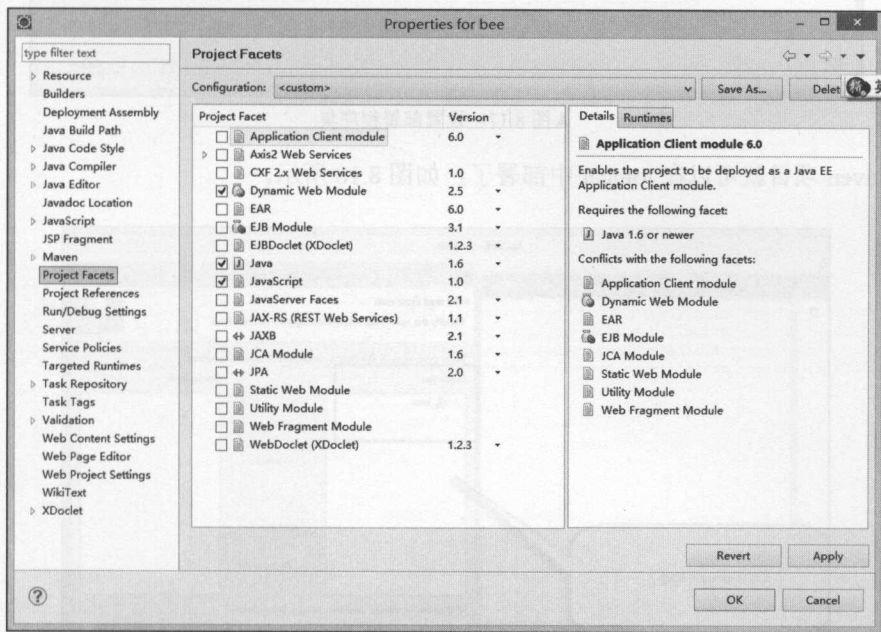 Properties for bee
type filter text
Resource
Builders
Deployment Assembly
Java Build Path
Java Code Style
Java Compiler
Java Editor
Javadoc Location
JavaScript
JSP Fragment
Maven
Project Facets
Project References
Run/Debug Settings
Server
Service Policies
Targeted Runtimes
Task Repository
Task Tags
Validation
Web Content Settings
Web Page Editor
Web Project Settings
WikiText
XDoclet
Project Facets
Configuration: <custom>
Save As...
Delet
英
Project Facet Version
Application Client module 6.0
Axis2 Web Services
CXF 2.x Web Services 1.0
Dynamic Web Module 2.5
EAR 6.0
EJB Module 3.1
EJBDoclet (XDoclet) 1.2.3
Java 1.6
JavaScript 1.0
JavaServer Faces 2.1
JAX-RS (REST Web Services) 1.1
JAXB 2.1
JCA Module 1.6
JPA 2.0
Static Web Module
Utility Module
Web Fragment Module
WebDoclet (XDoclet) 1.2.3
Details Runtimes
Application Client module 6.0
Enables the project to be deployed as a Java EE
Application Client module.
Requires the following facet:
Java 1.6 or newer
Conflicts with the following facets:
Application Client module
Dynamic Web Module
EAR
EJB Module
JCA Module
Static Web Module
Utility Module
Web Fragment Module
Revert Apply
OK Cancel